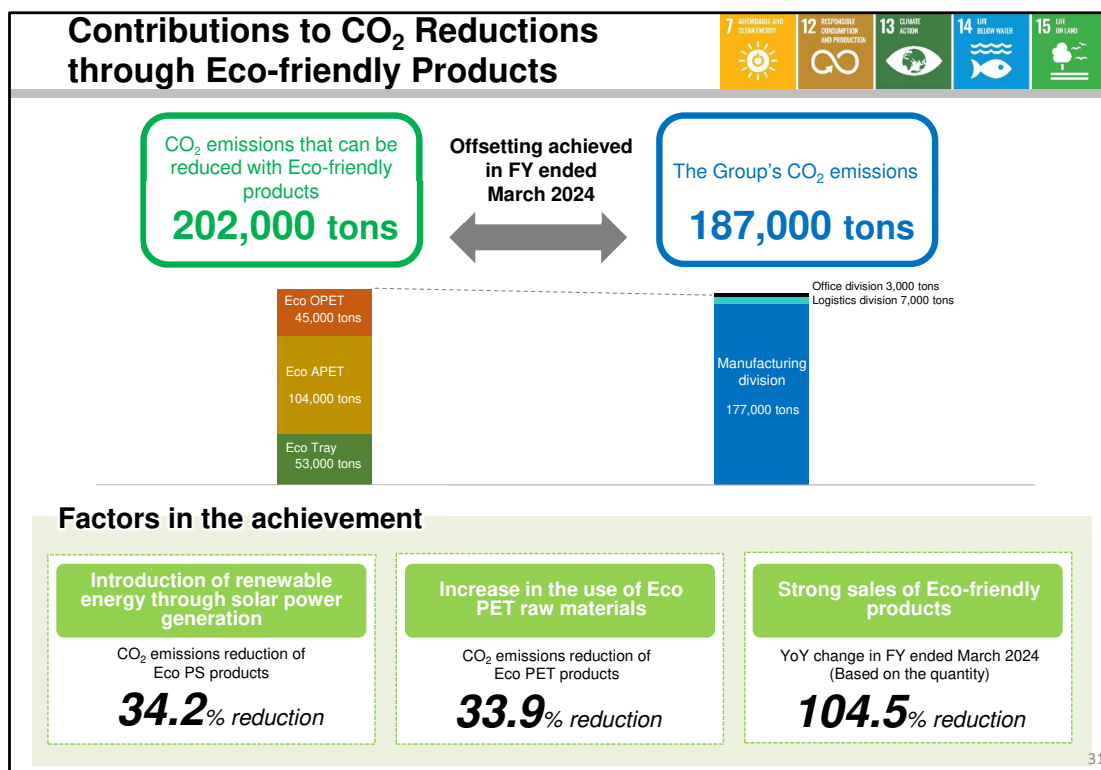 Contributions to CO₂ Reductions
through Eco-friendly Products
7 AFFORDABLE AND
CLEAN ENERGY
12 RESPONSIBLE
CONSUMPTION
AND PRODUCTION
13 CLIMATE
ACTION
14 LIFE
BELOW WATER
15 LIFE
ON LAND
CO₂ emissions that can be
reduced with Eco-friendly
products
202,000 tons
Offsetting achieved
in FY ended
March 2024
The Group's CO₂ emissions
187,000 tons
Eco OPET
45,000 tons
Eco APET
104,000 tons
Eco Tray
53,000 tons
Office division 3,000 tons
Logistics division 7,000 tons
Manufacturing
division
177,000 tons
Factors in the achievement
Introduction of renewable
energy through solar power
generation
CO₂ emissions reduction of
Eco PS products
34.2% reduction
Increase in the use of Eco
PET raw materials
CO₂ emissions reduction of
Eco PET products
33.9% reduction
Strong sales of Eco-friendly
products
YoY change in FY ended March 2024
(Based on the quantity)
104.5% reduction
31